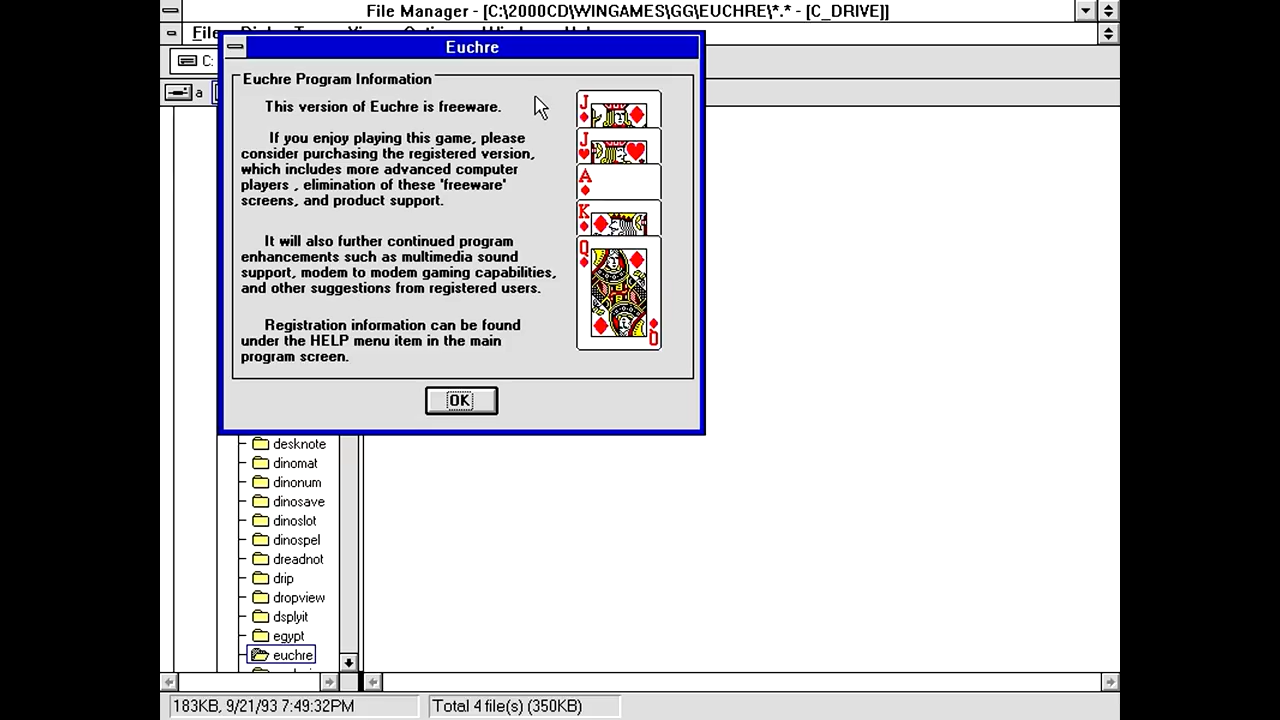 File Manager - [C:\2000CD\WINGAMES\GG\EUCHRE\*.* - [C_DRIVE]]
File
Euchre
C:
a
Euchre Program Information
This version of Euchre is freeware.
If you enjoy playing this game, please
consider purchasing the registered version,
which includes more advanced computer
players , elimination of these 'freeware'
screens, and product support.
It will also further continued program
enhancements such as multimedia sound
support, modem to modem gaming capabilities,
and other suggestions from registered users.
Registration information can be found
under the HELP menu item in the main
program screen.
J
J
A
K
Q
Q
OK
desknote
dinomat
dinonum
dinosave
dinoslot
dinospel
dreadnot
drip
dropview
dsplyit
egypt
euchre
183KB, 9/21/93 7:49:32PM
Total 4 file(s) (350KB)